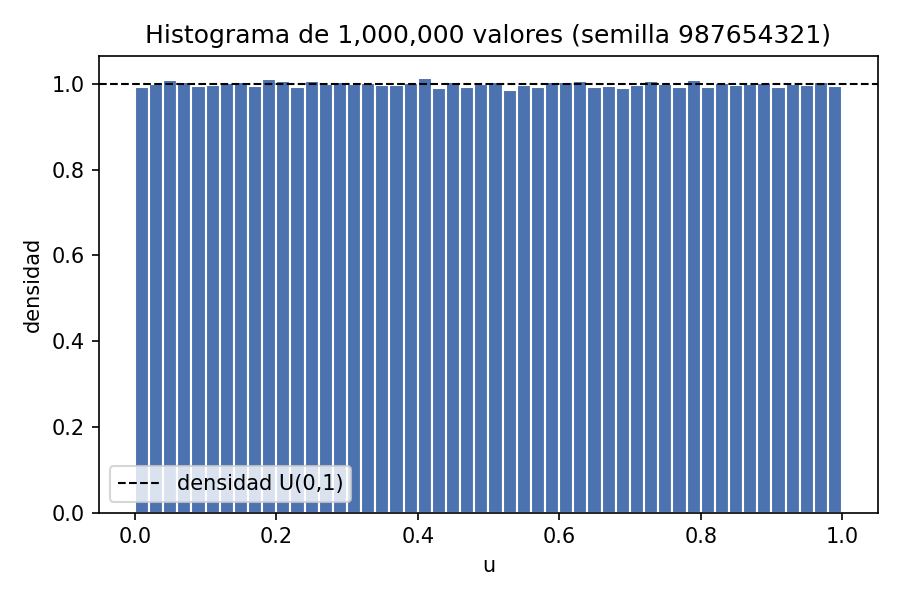 Histograma de 1,000,000 valores (semilla 987654321)
1.0
0.8
0.6
0.4
0.2
0.0
densidad
densidad U(0,1)
0.0 0.2 0.4 0.6 0.8 1.0
u